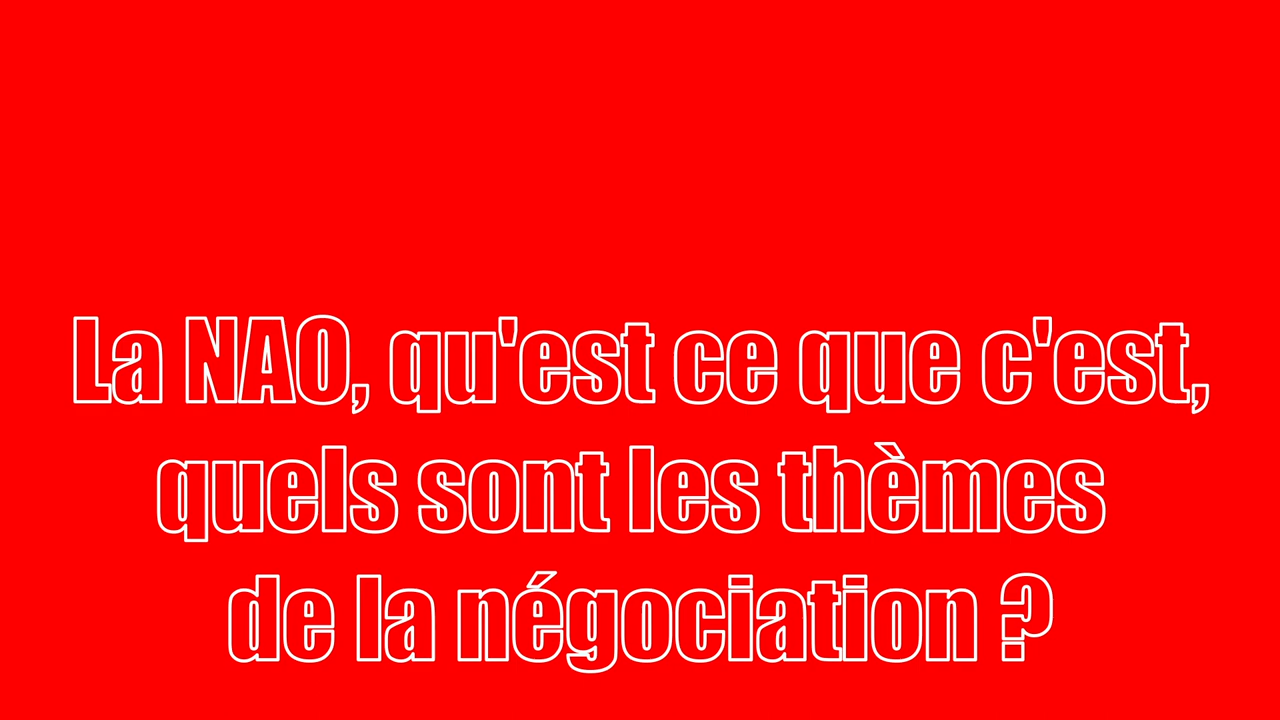 La NAO, qu'est ce que c'est,
quels sont les thèmes
de la négociation ?